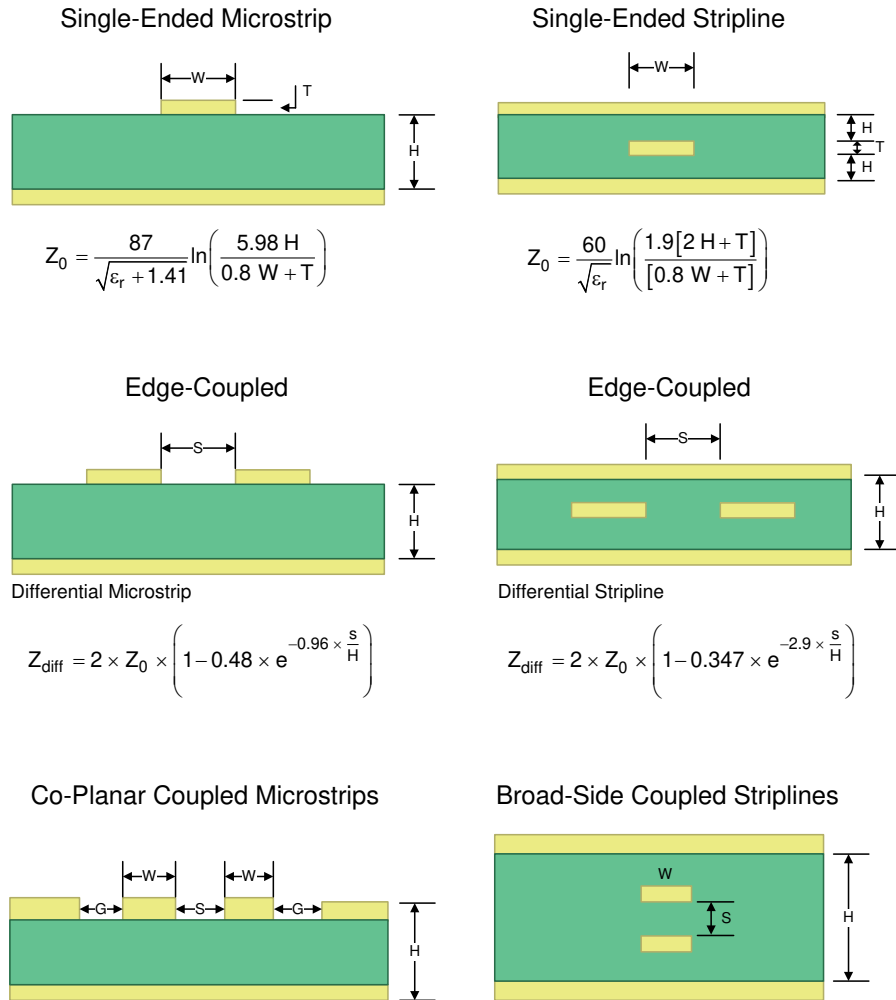 Single-Ended Microstrip
W
T
H
Z₀ = 87 / √(εᵣ + 1.41) ln(5.98 H / 0.8 W + T)
Single-Ended Stripline
W
H
T
H
Z₀ = 60 / √εᵣ ln(1.9[2 H + T] / [0.8 W + T])
Edge-Coupled
S
H
Differential Microstrip
Z_diff = 2 × Z₀ × (1 − 0.48 × e^(−0.96 × s/H))
Edge-Coupled
S
H
Differential Stripline
Z_diff = 2 × Z₀ × (1 − 0.347 × e^(−2.9 × s/H))
Co-Planar Coupled Microstrips
W W
G S G
H
Broad-Side Coupled Striplines
W
S
H